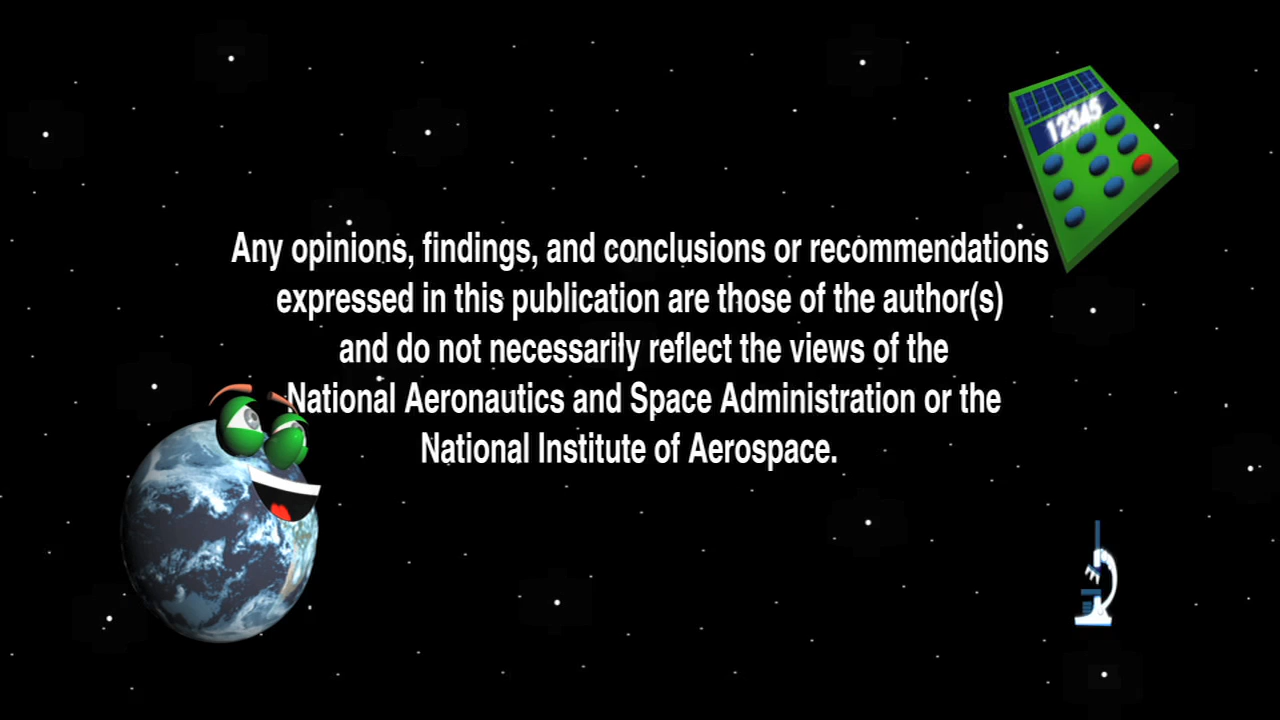 12345
Any opinions, findings, and conclusions or recommendations
expressed in this publication are those of the author(s)
and do not necessarily reflect the views of the
National Aeronautics and Space Administration or the
National Institute of Aerospace.